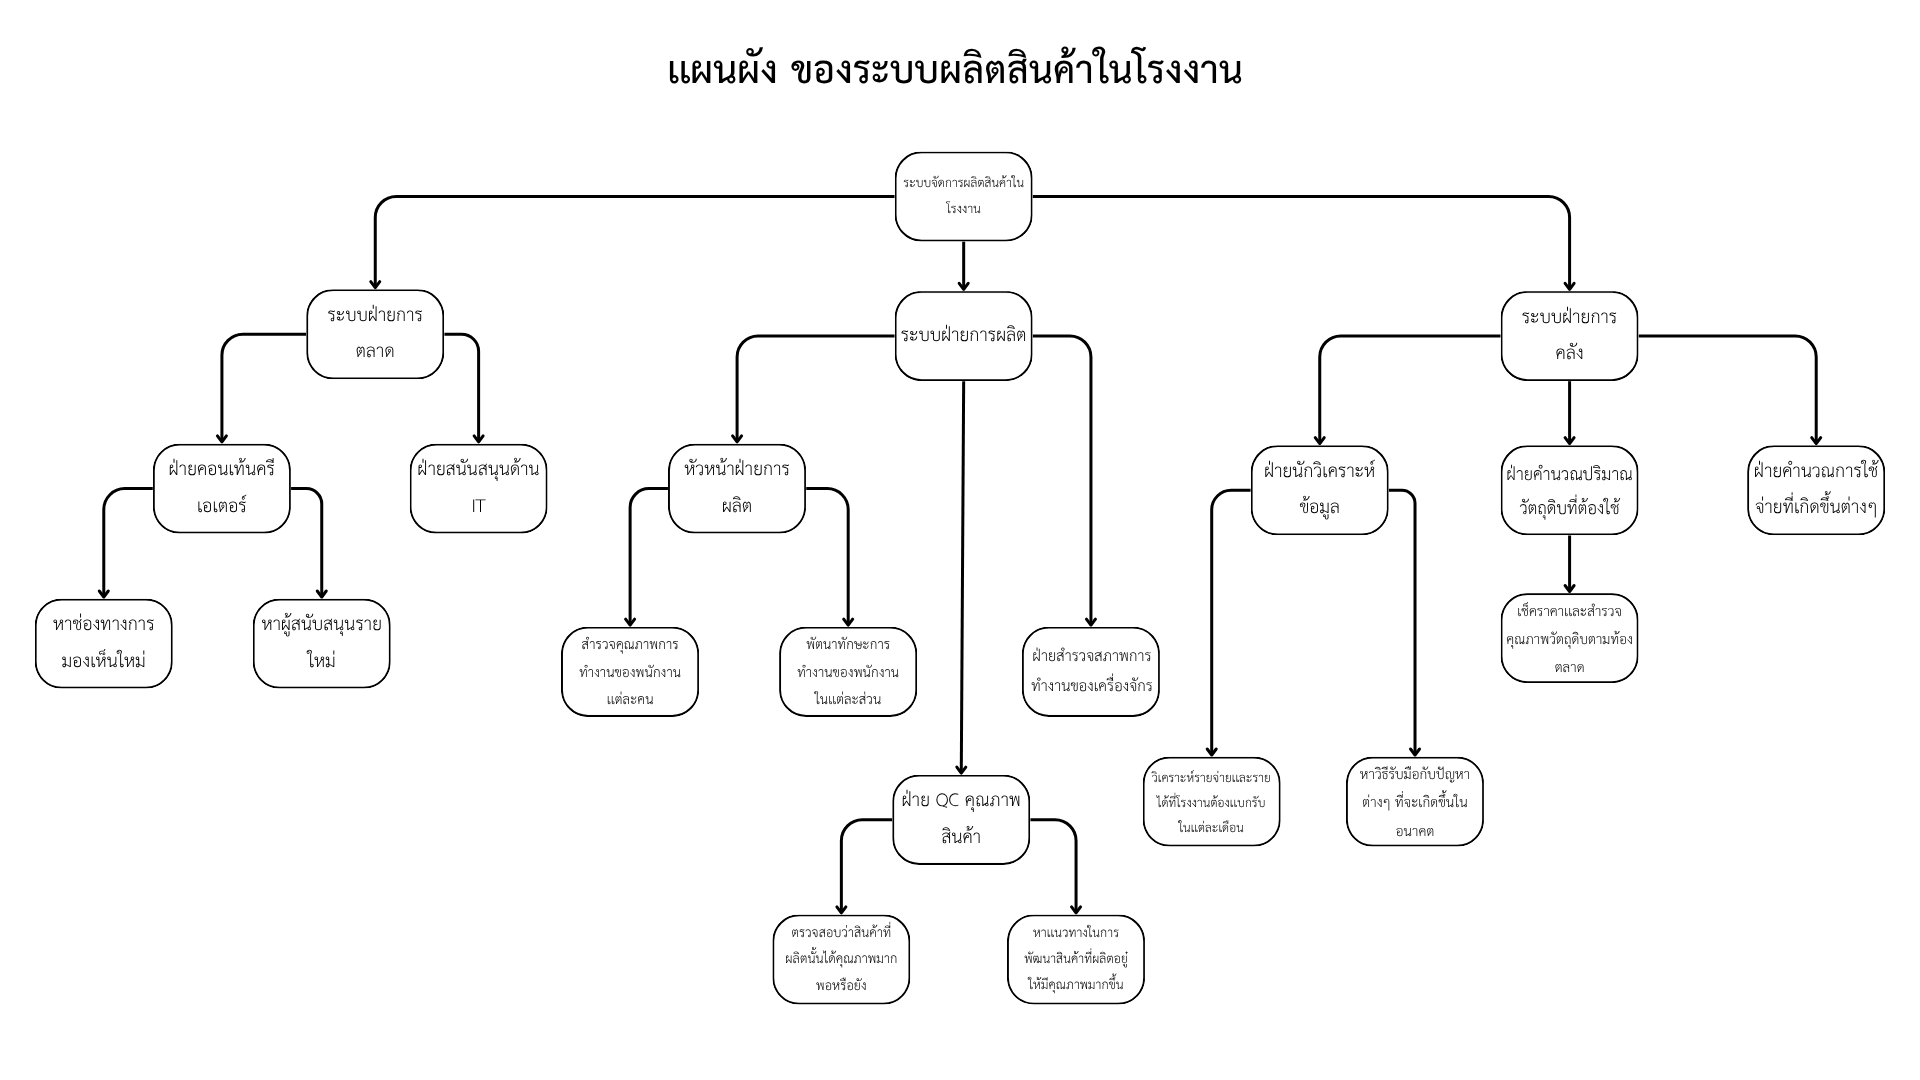 แผนผัง ของระบบผลิตสินค้าในโรงงาน
ระบบจัดการผลิตสินค้าใน
โรงงาน
ระบบฝ่ายการ
ตลาด
ระบบฝ่ายการผลิต
ระบบฝ่ายการ
คลัง
ฝ่ายคอนเท้นครี
เอเตอร์
ฝ่ายสนันสนุนด้าน
IT
หัวหน้าฝ่ายการ
ผลิต
ฝ่ายนักวิเคราะห์
ข้อมูล
ฝ่ายคำนวณปริมาณ
วัตถุดิบที่ต้องใช้
ฝ่ายคำนวณการใช้
จ่ายที่เกิดขึ้นต่างๆ
หาช่องทางการ
มองเห็นใหม่
หาผู้สนับสนุนราย
ใหม่
สำรวจคุณภาพการ
ทำงานของพนักงาน
แต่ละคน
พัตนาทักษะการ
ทำงานของพนักงาน
ในแต่ละส่วน
ฝ่ายสำรวจสภาพการ
ทำงานของเครื่องจักร
เช็คราคาและสำรวจ
คุณภาพวัตถุดิบตามท้อง
ตลาด
ฝ่าย QC คุณภาพ
สินค้า
วิเคราะห์รายจ่ายและราย
ได้ที่โรงงานต้องแบกรับ
ในแต่ละเดือน
หาวิธีรับมือกับปัญหา
ต่างๆ ที่จะเกิดขึ้นใน
อนาคต
ตรวจสอบว่าสินค้าที่
ผลิตนั้นได้คุณภาพมาก
พอหรือยัง
หาแนวทางในการ
พัฒนาสินค้าที่ผลิตอยู่
ให้มีคุณภาพมากขึ้น